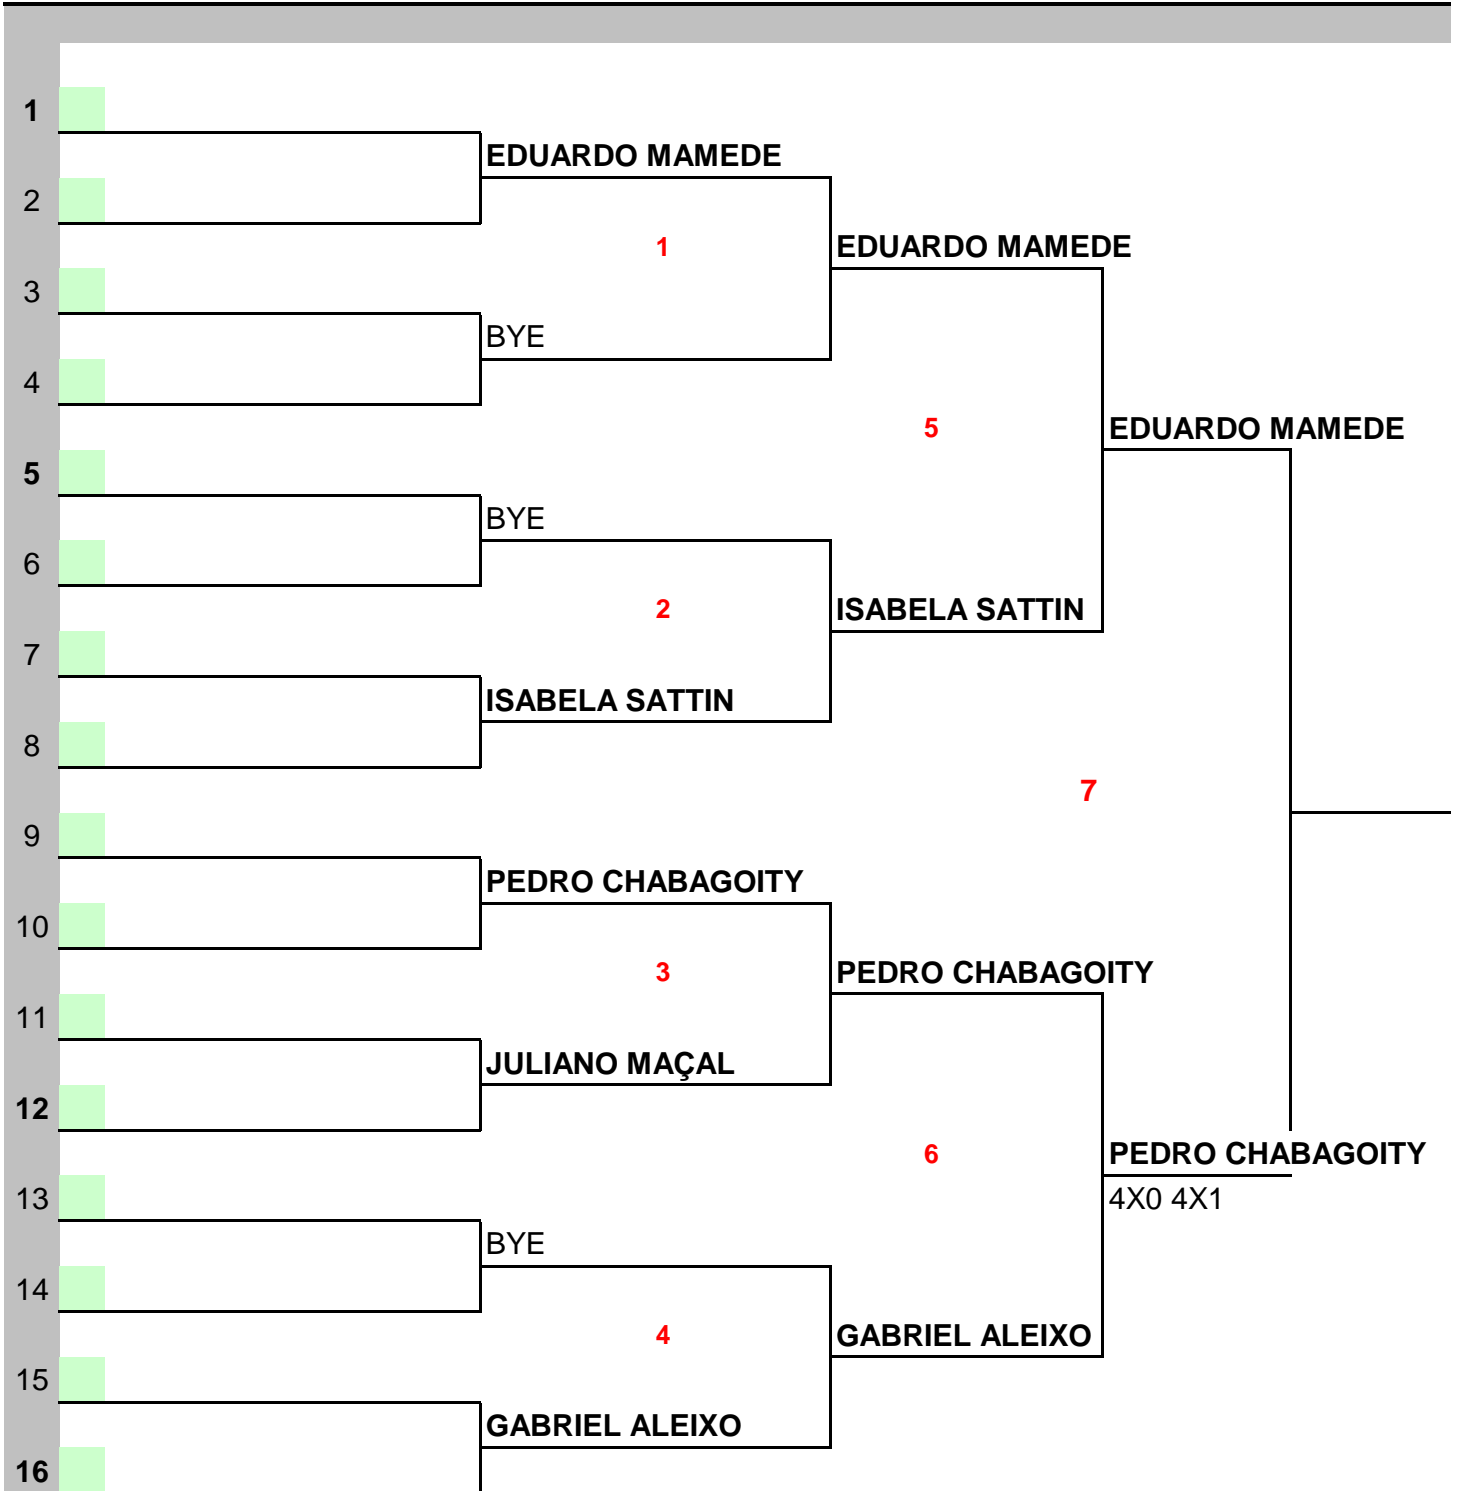 1
EDUARDO MAMEDE
2
1
EDUARDO MAMEDE
3
BYE
4
5
EDUARDO MAMEDE
5
BYE
6
2
ISABELA SATTIN
7
ISABELA SATTIN
8
7
9
PEDRO CHABAGOITY
10
3
PEDRO CHABAGOITY
11
JULIANO MAÇAL
12
6
PEDRO CHABAGOITY
13
4X0 4X1
BYE
14
4
GABRIEL ALEIXO
15
GABRIEL ALEIXO
16